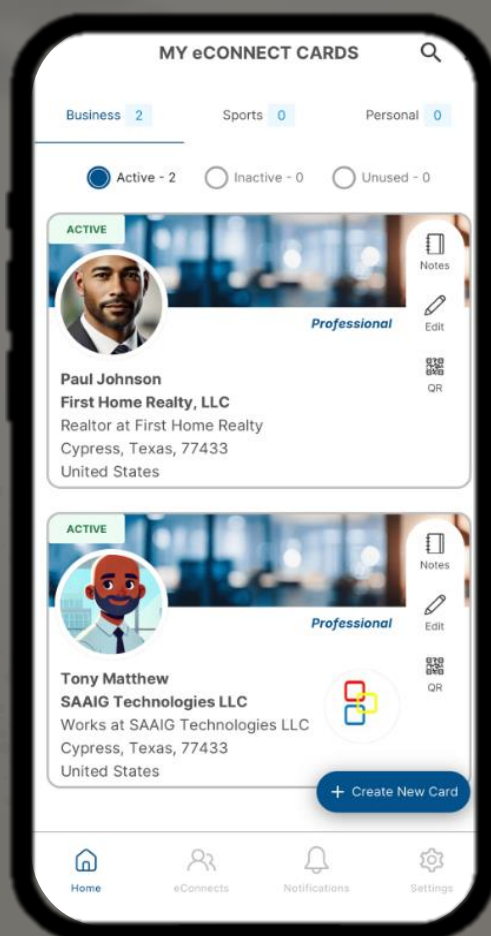 MY eCONNECT CARDS
Business 2 Sports 0 Personal 0
Active - 2 Inactive - 0 Unused - 0
ACTIVE
Notes
Professional
Edit
QR
Paul Johnson
First Home Realty, LLC
Realtor at First Home Realty
Cypress, Texas, 77433
United States
ACTIVE
Notes
Professional
Edit
QR
Tony Matthew
SAAIG Technologies LLC
Works at SAAIG Technologies LLC
Cypress, Texas, 77433
United States
+ Create New Card
Home eConnects Notifications Settings